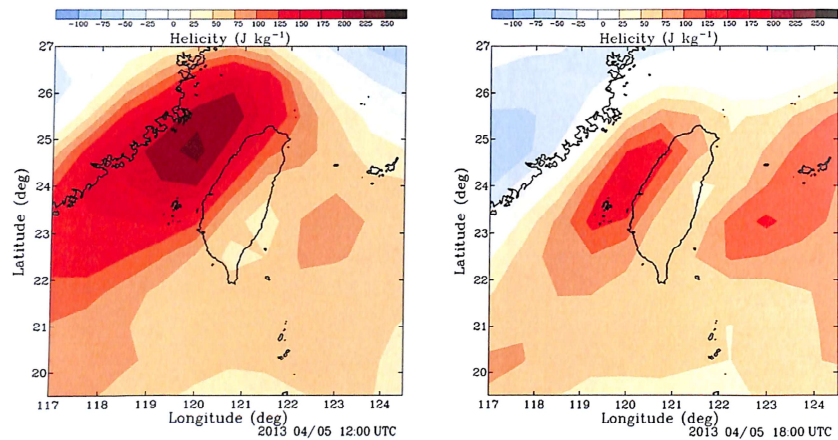 -100 -75 -50 -25 0 25 50 75 100 125 150 175 200 250
Helicity (J kg⁻¹)
27
26
25
24
23
22
21
20
Latitude (deg)
117 118 119 120 121 122 123 124
Longitude (deg)
2013 04/05 12:00 UTC
-100 -75 -50 -25 0 25 50 75 100 125 150 175 200 250
Helicity (J kg⁻¹)
27
26
25
24
23
22
21
20
Latitude (deg)
117 118 119 120 121 122 123 124
Longitude (deg)
2013 04/05 18:00 UTC